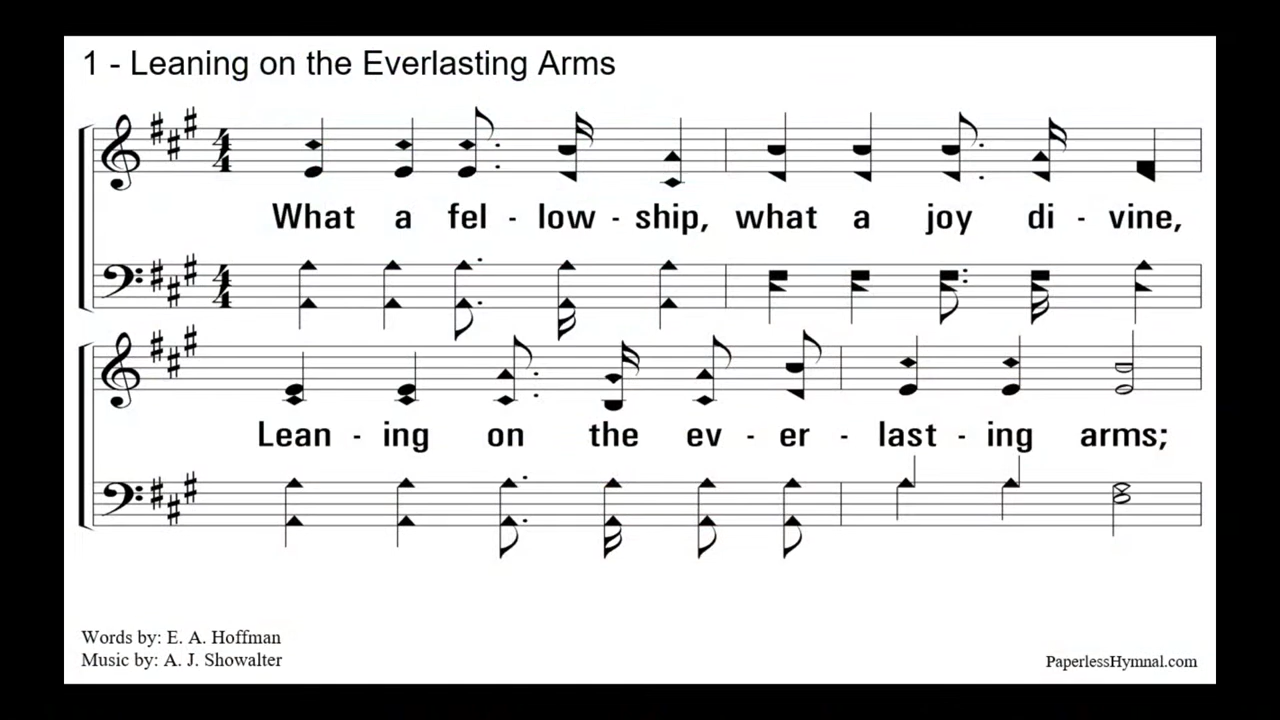 1 - Leaning on the Everlasting Arms
What a fel - low - ship, what a joy di - vine,
Lean - ing on the ev - er - last - ing arms;
Words by: E. A. Hoffman
Music by: A. J. Showalter
PaperlessHymnal.com